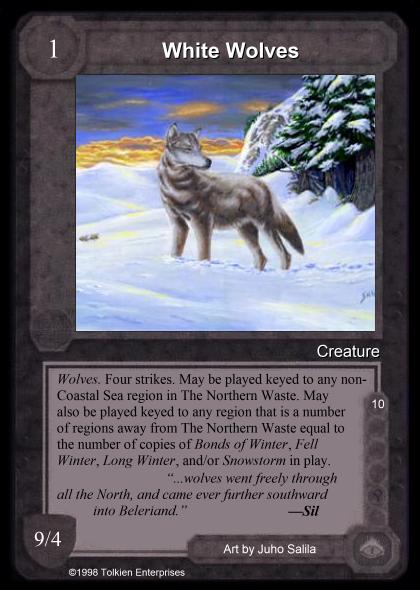 1
White Wolves
Creature
Wolves. Four strikes. May be played keyed to any non-
Coastal Sea region in The Northern Waste. May
also be played keyed to any region that is a number
of regions away from The Northern Waste equal to
the number of copies of Bonds of Winter, Fell
Winter, Long Winter, and/or Snowstorm in play.
10
“...wolves went freely through
all the North, and came ever further southward
into Beleriand.” —Sil
9/4
Art by Juho Salila
©1998 Tolkien Enterprises